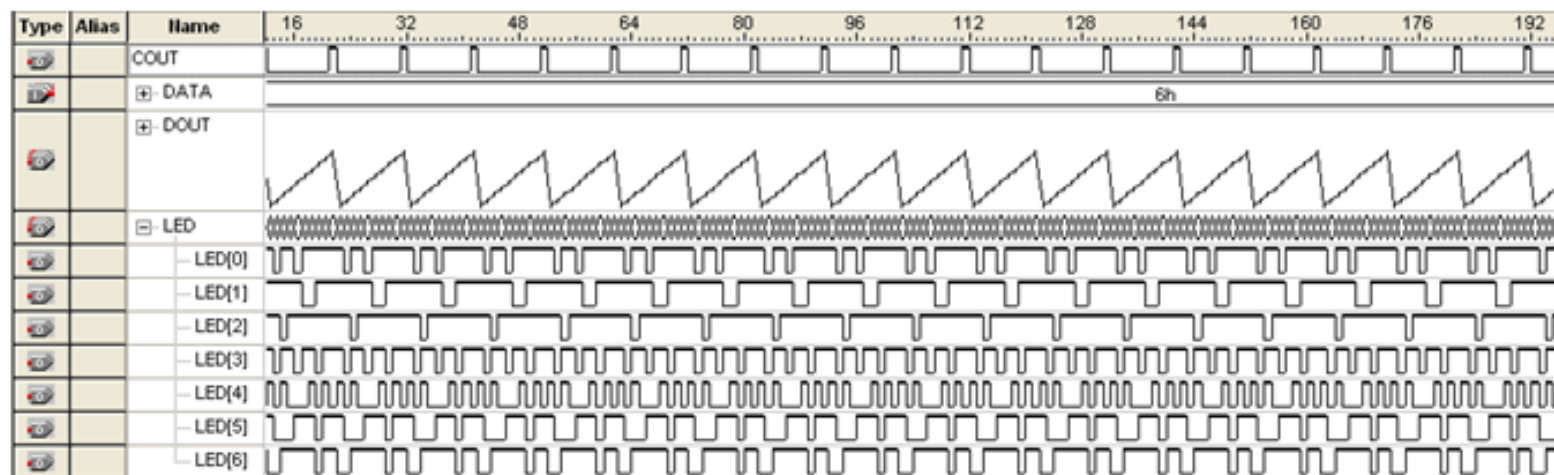 Type Alias Name 16 32 48 64 80 96 112 128 144 160 176 192
COUT
DATA 6h
DOUT
LED
LED[0]
LED[1]
LED[2]
LED[3]
LED[4]
LED[5]
LED[6]